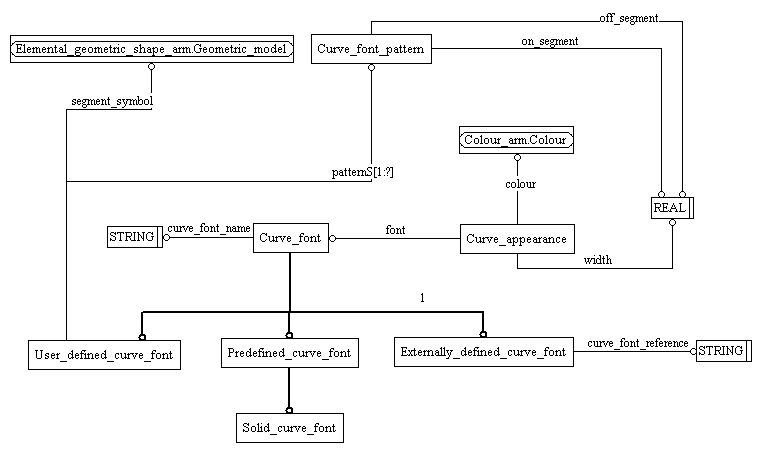 off_segment
Elemental_geometric_shape_arm.Geometric_model
Curve_font_pattern
on_segment
segment_symbol
Colour_arm.Colour
pattern S[1:?]
colour
REAL
STRING
curve_font_name
Curve_font
font
Curve_appearance
width
1
User_defined_curve_font
Predefined_curve_font
Externally_defined_curve_font
curve_font_reference
STRING
Solid_curve_font